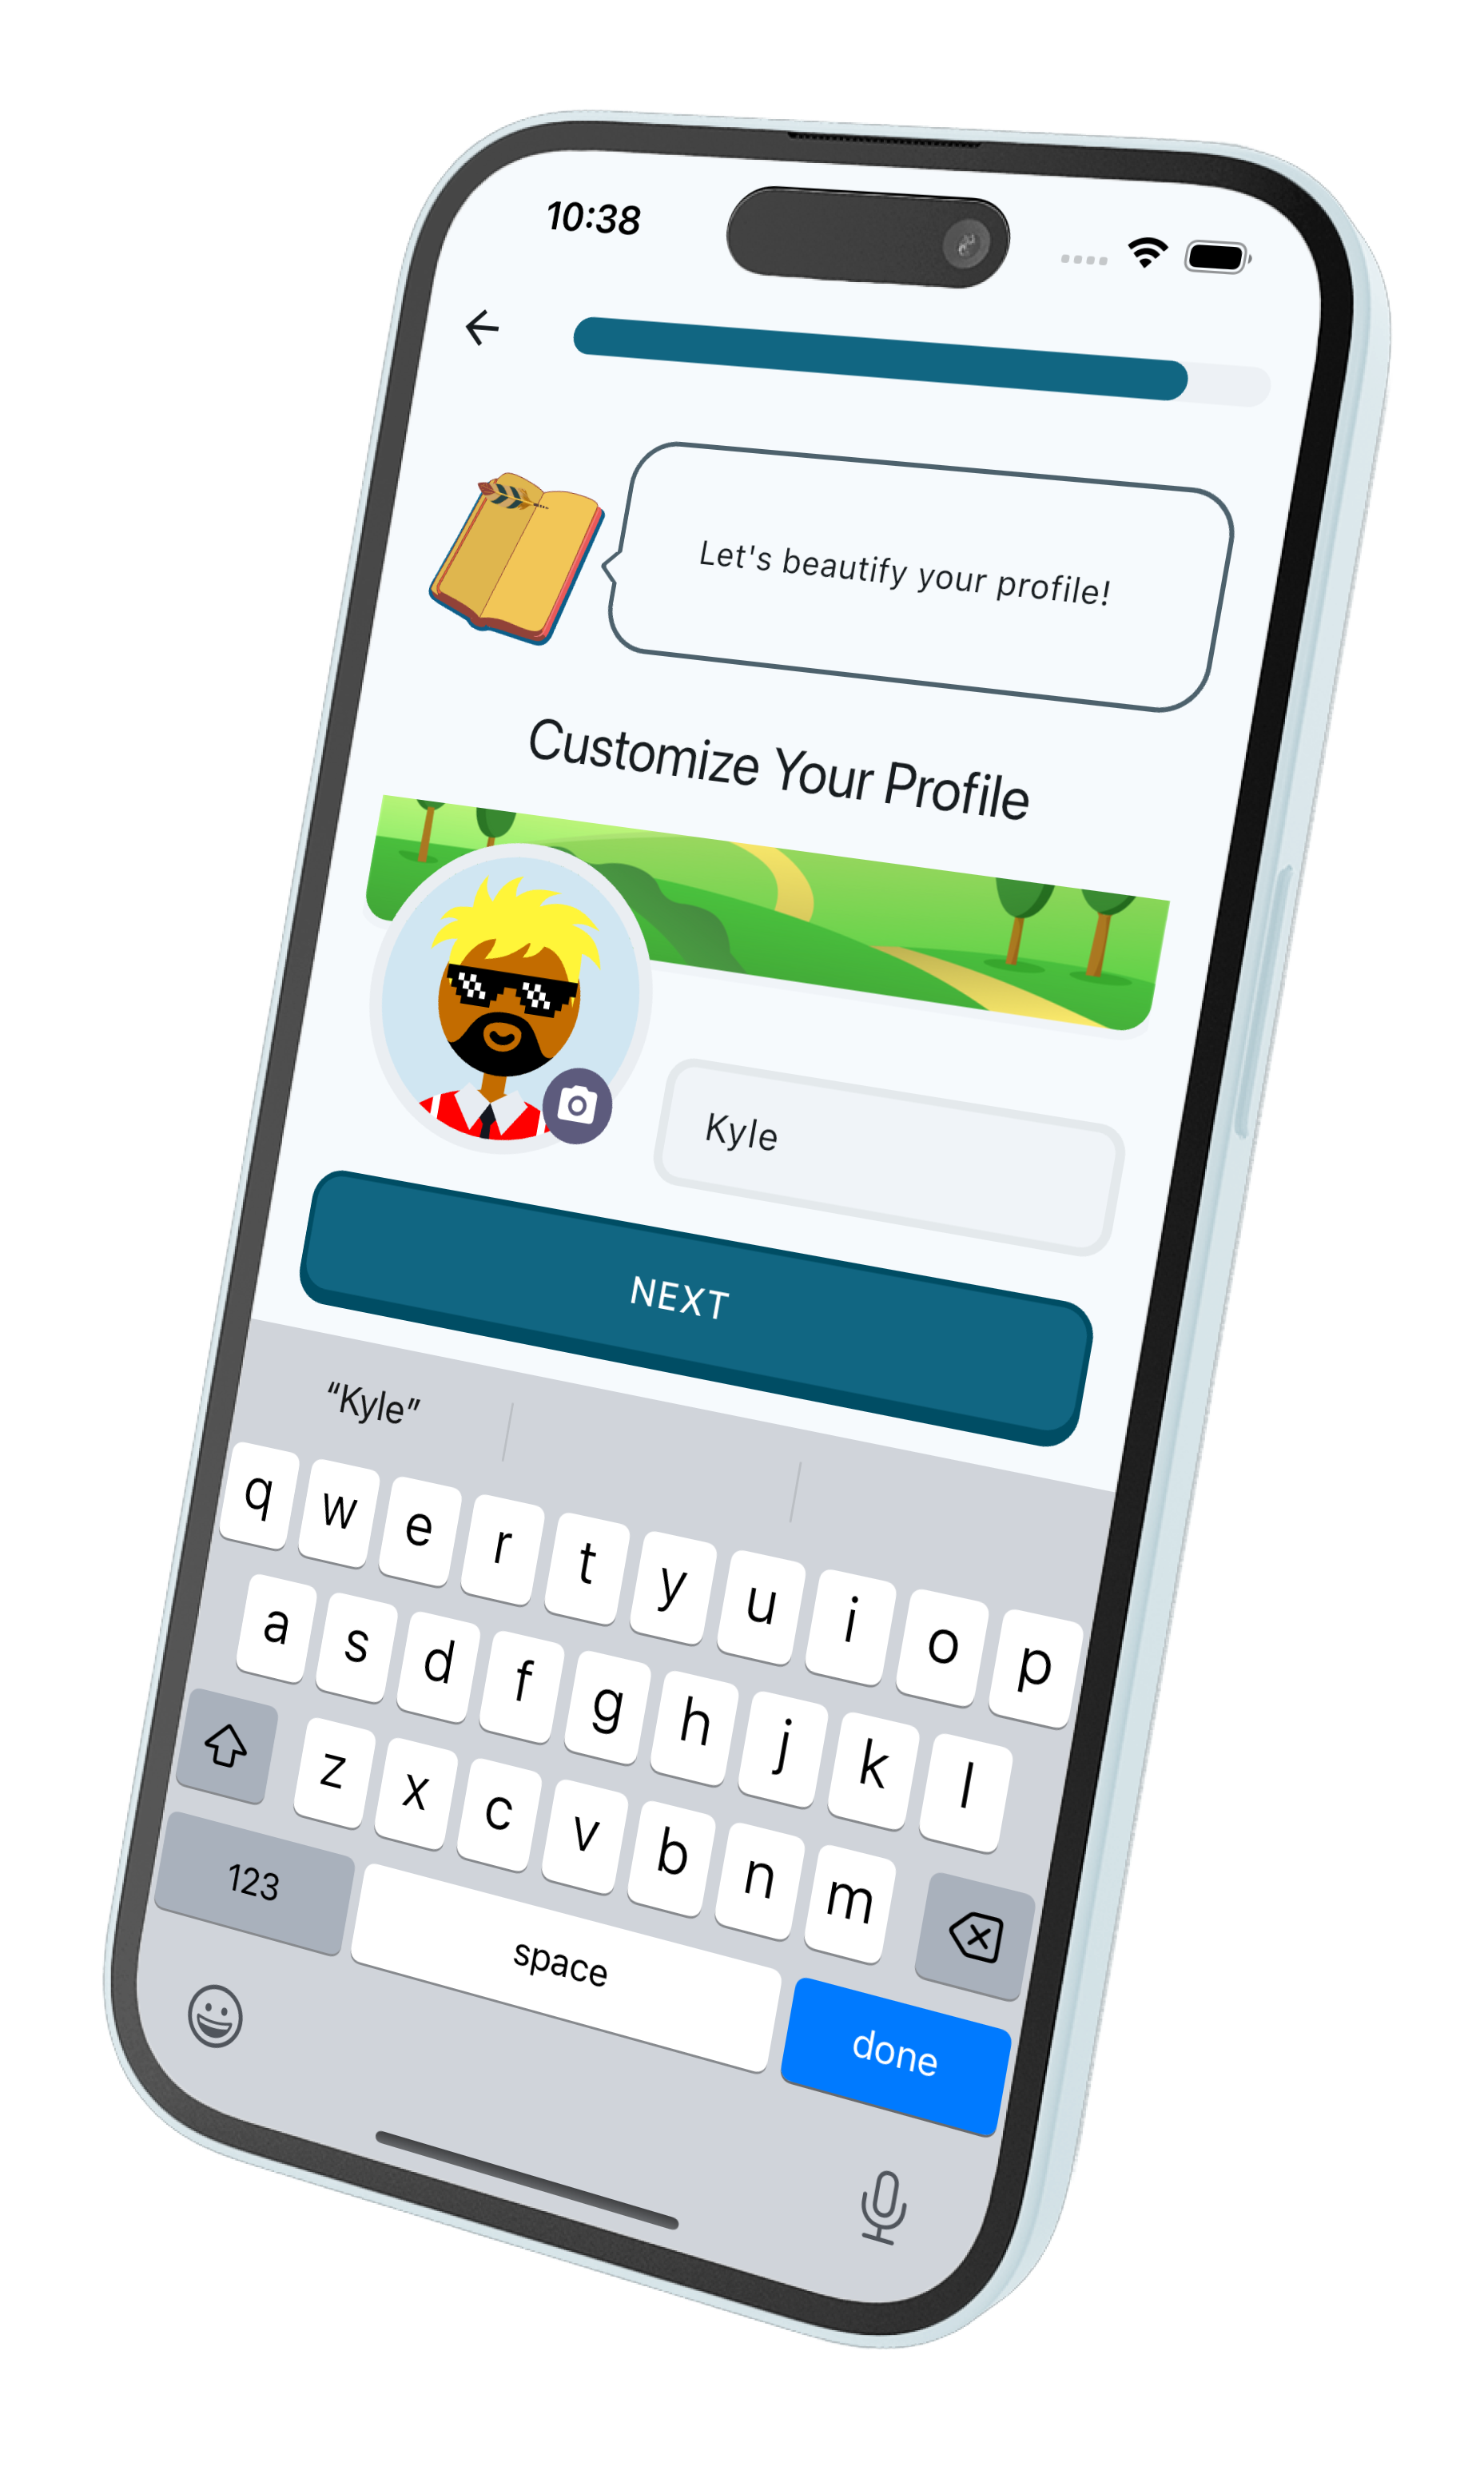 10:38
Let's beautify your profile!
Customize Your Profile
Kyle
NEXT
“Kyle”
q w e r t y u i o p
a s d f g h j k l
z x c v b n m
123 space done